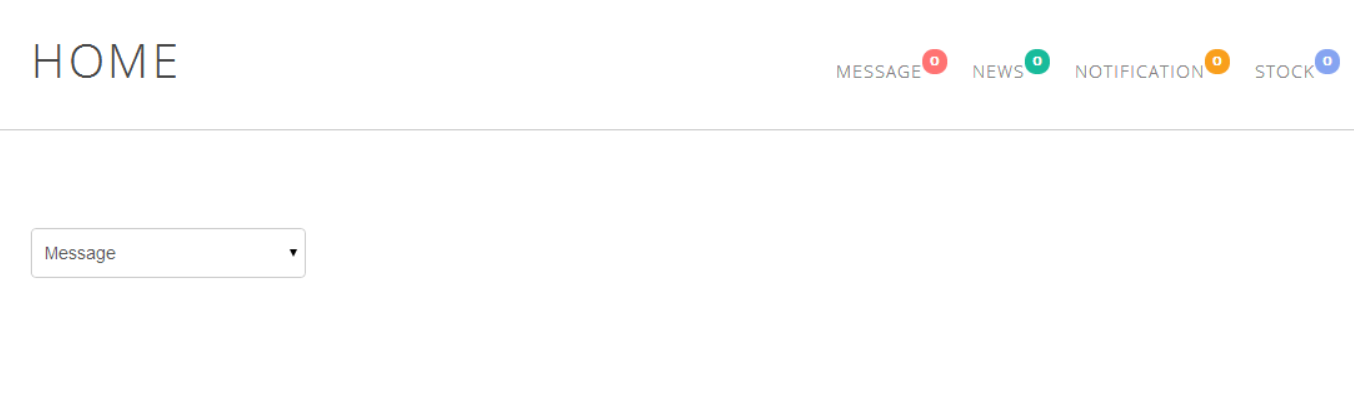 HOME
MESSAGE 0 NEWS 0 NOTIFICATION 0 STOCK 0
Message